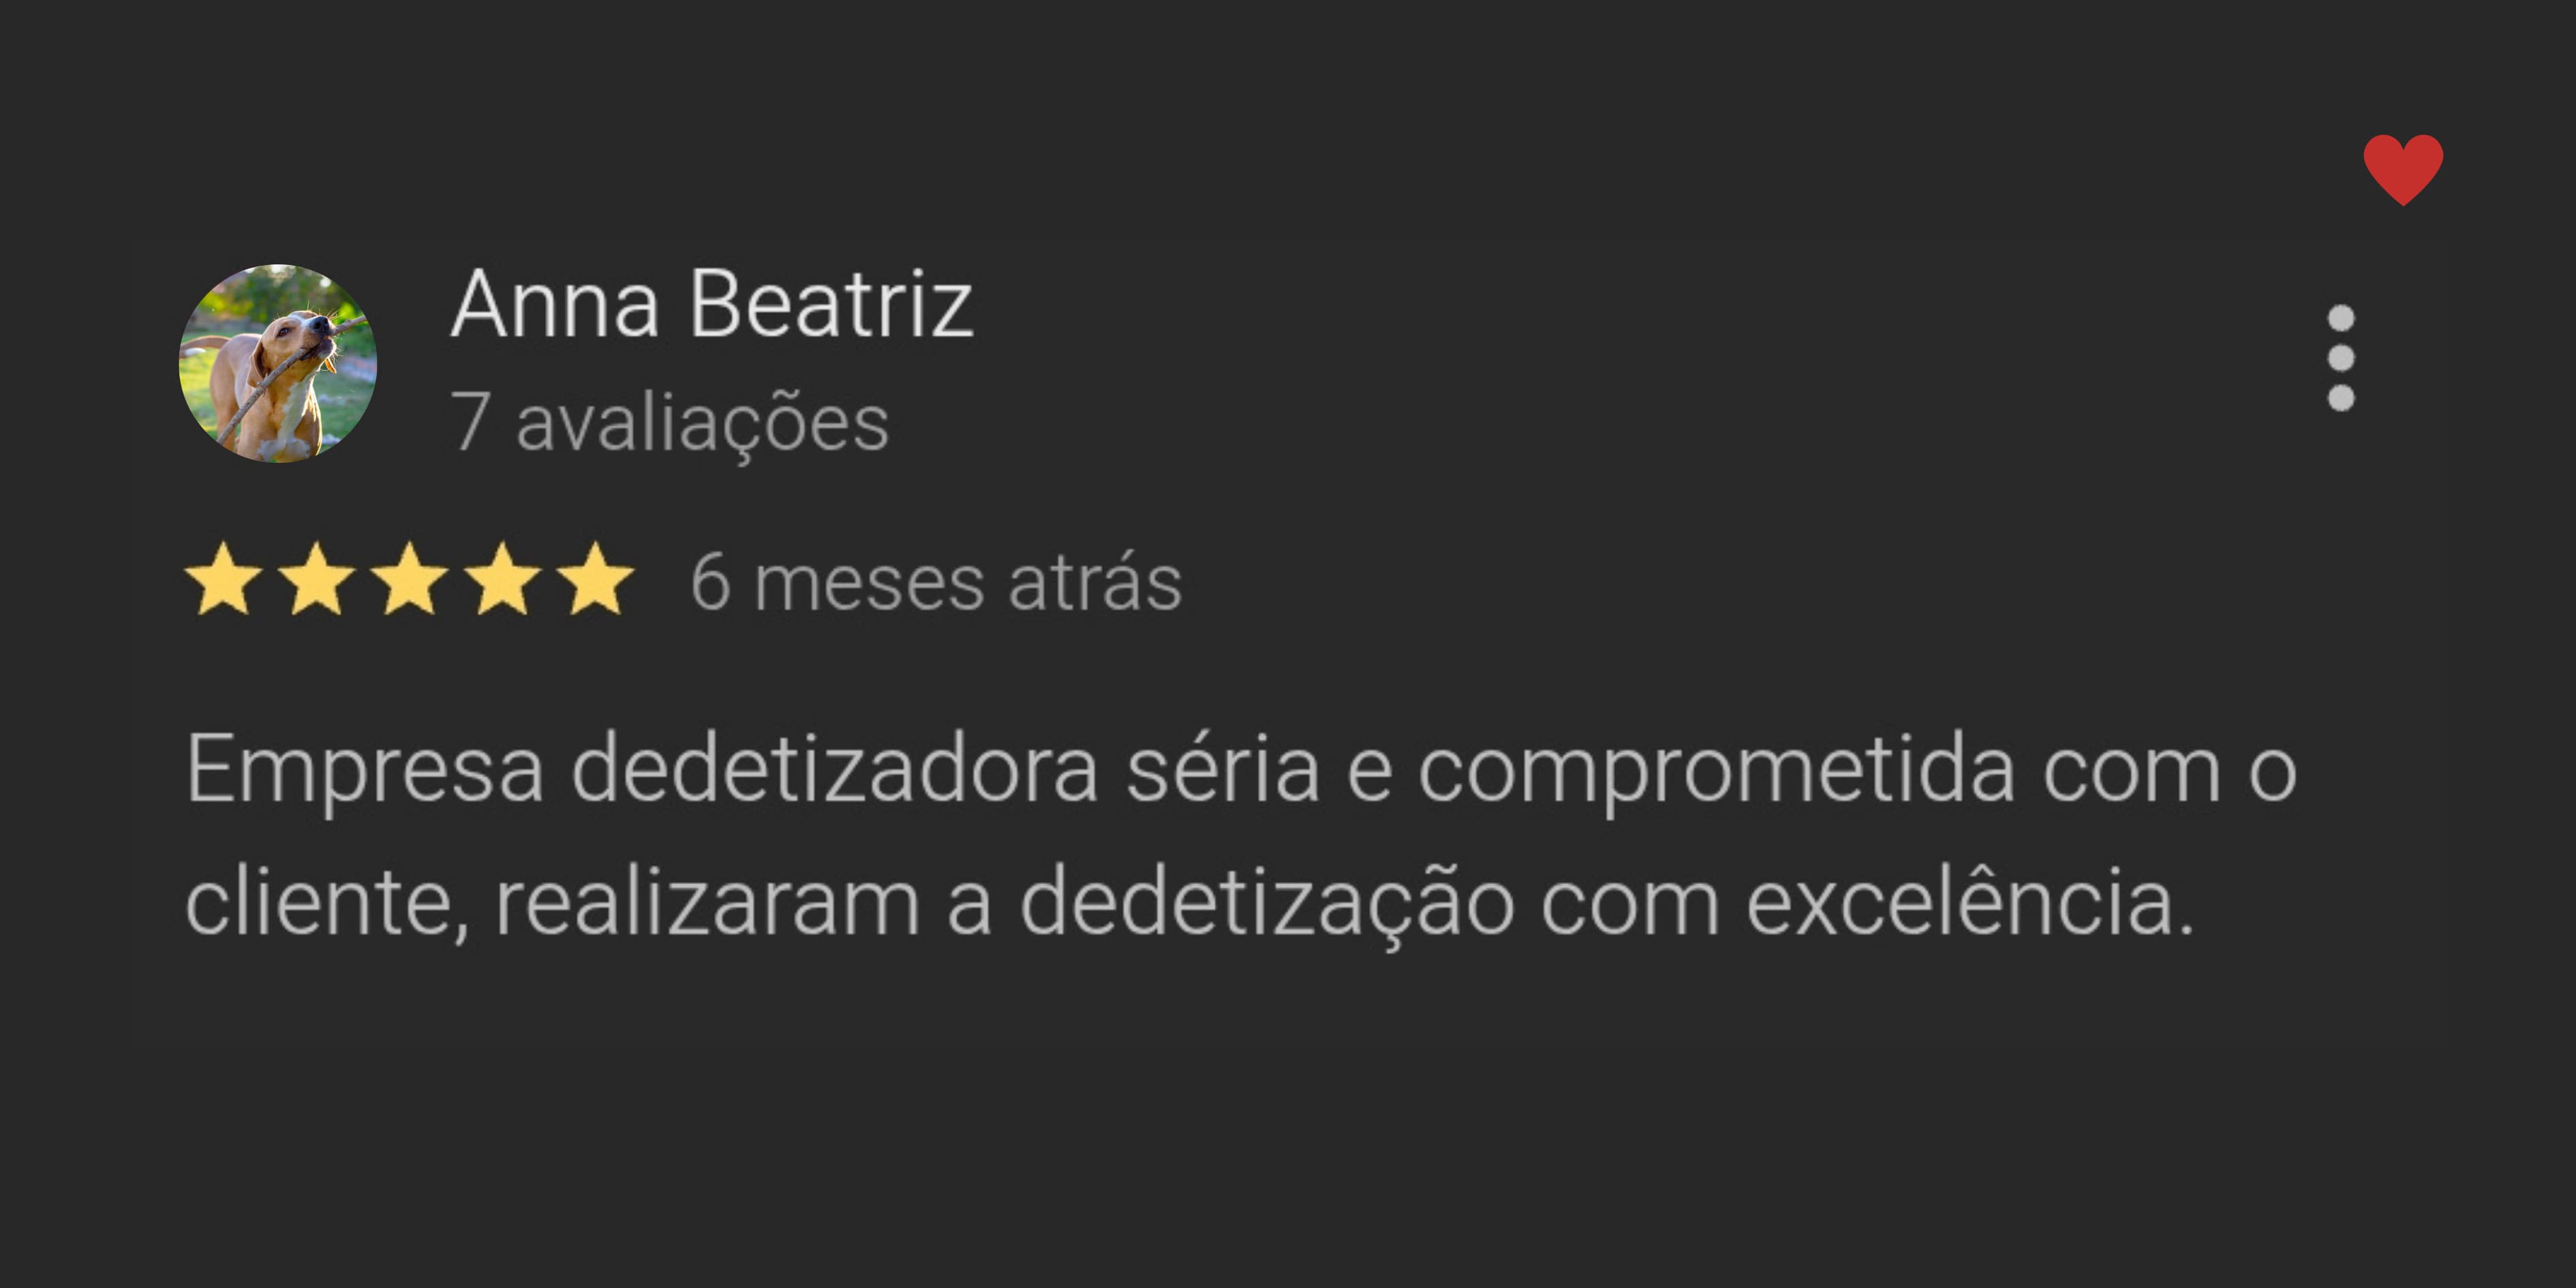 Anna Beatriz
7 avaliações
6 meses atrás
Empresa dedetizadora séria e comprometida com o
cliente, realizaram a dedetização com excelência.